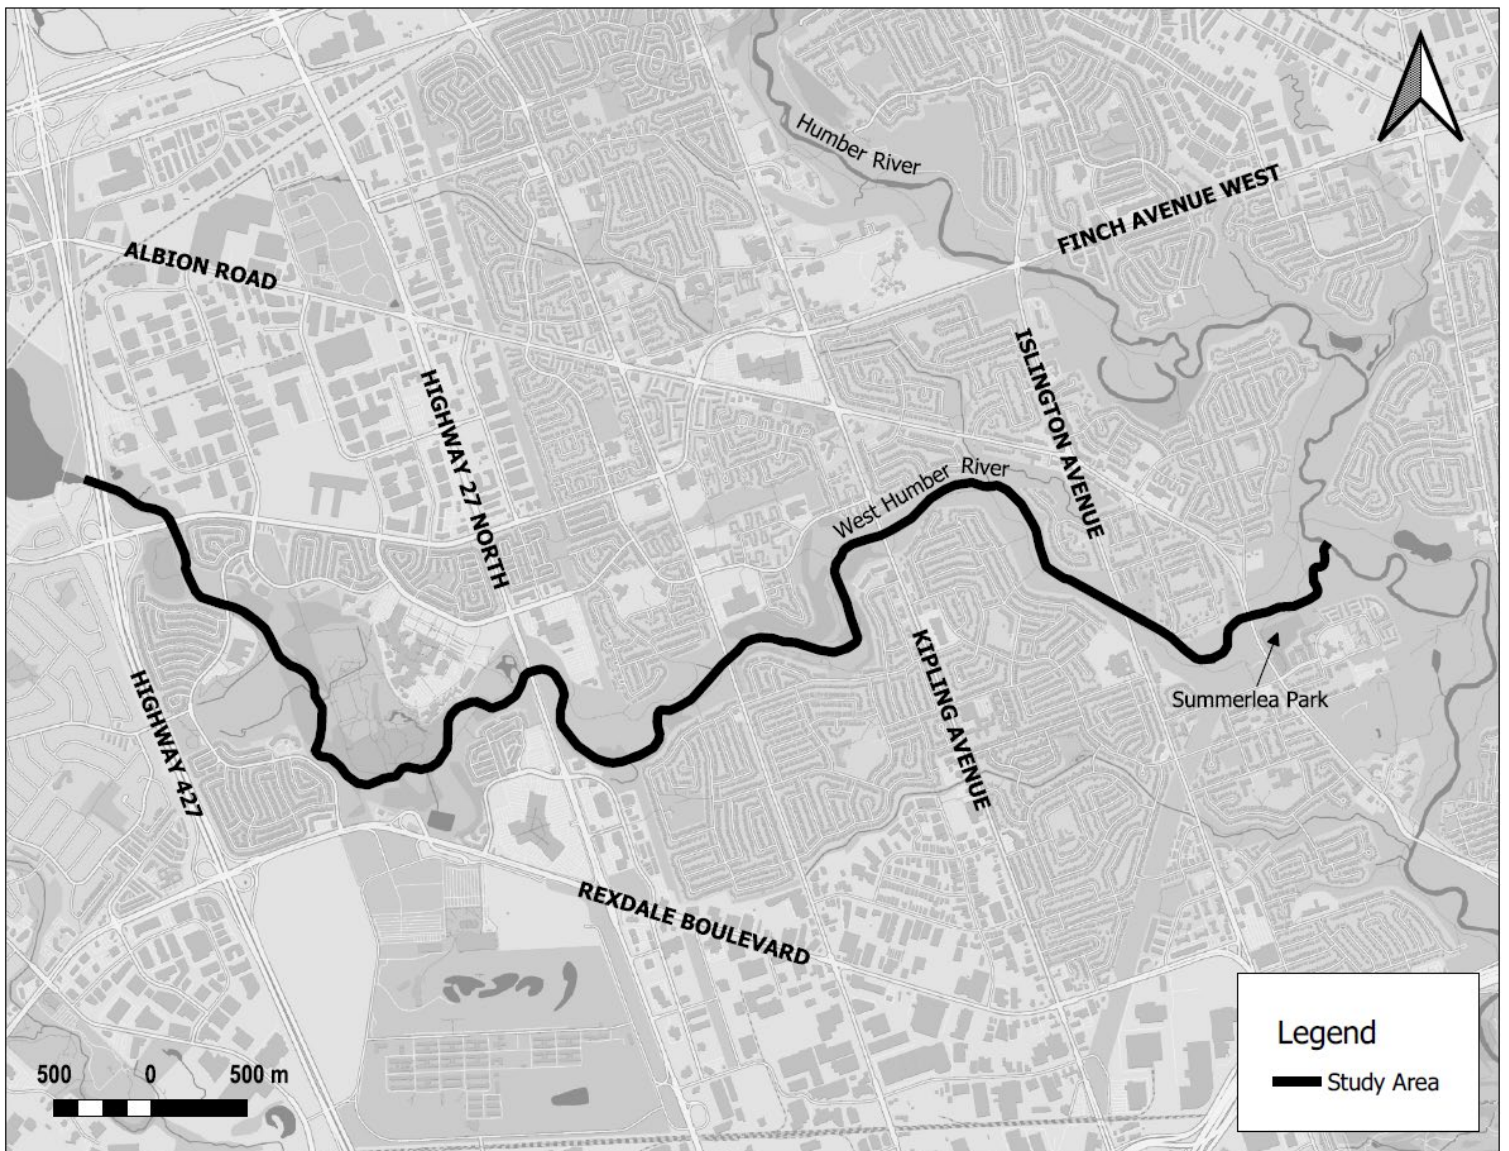 Humber River
FINCH AVENUE WEST
ALBION ROAD
ISLINGTON AVENUE
HIGHWAY 27 NORTH
West Humber River
KIPLING AVENUE
HIGHWAY 427
Summerlea Park
REXDALE BOULEVARD
Legend
Study Area
500 0 500 m